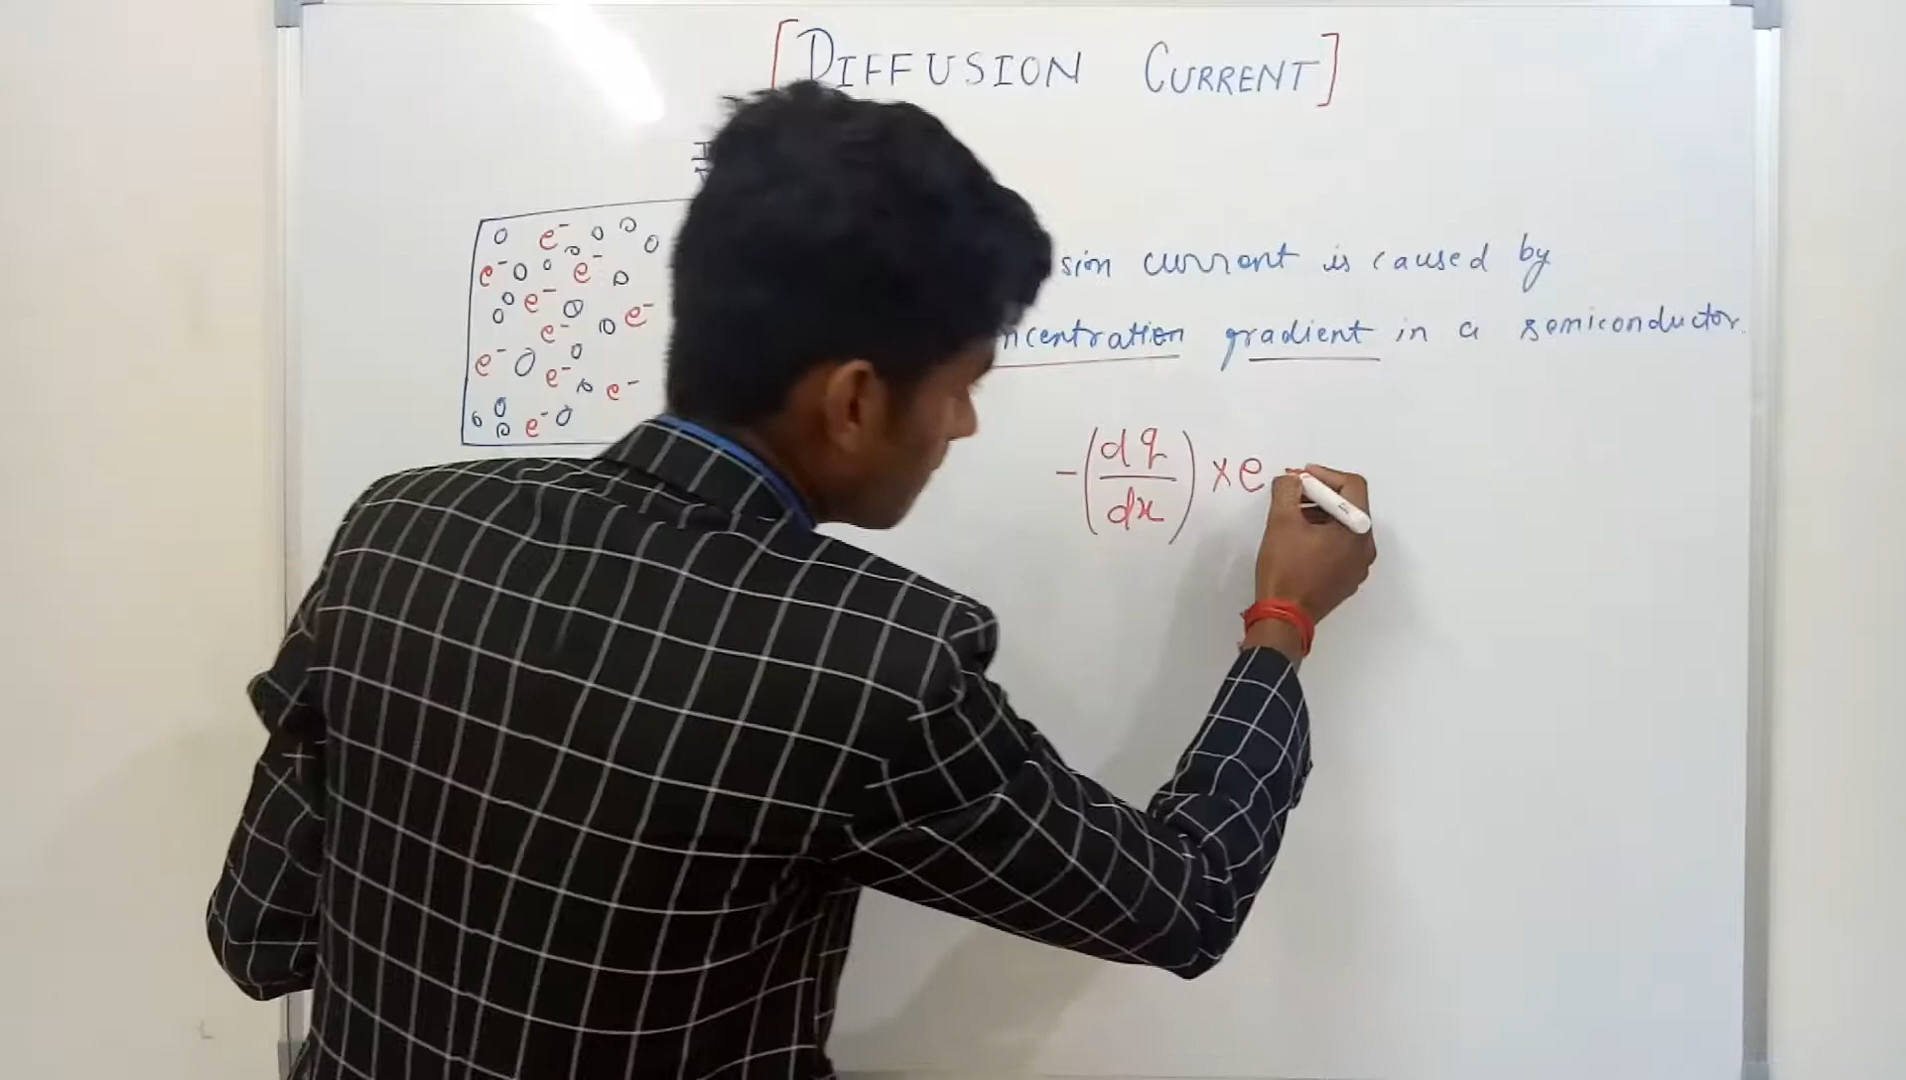 [DIFFUSION CURRENT]
sion current is caused by
ncentration gradient in a semiconductor.
o e⁻ o o o
e⁻ o o e⁻ o
o e⁻ o
o e⁻ o e⁻
e⁻ o o
e⁻ o e⁻
o o o e⁻ o
-(dq/dx) × e